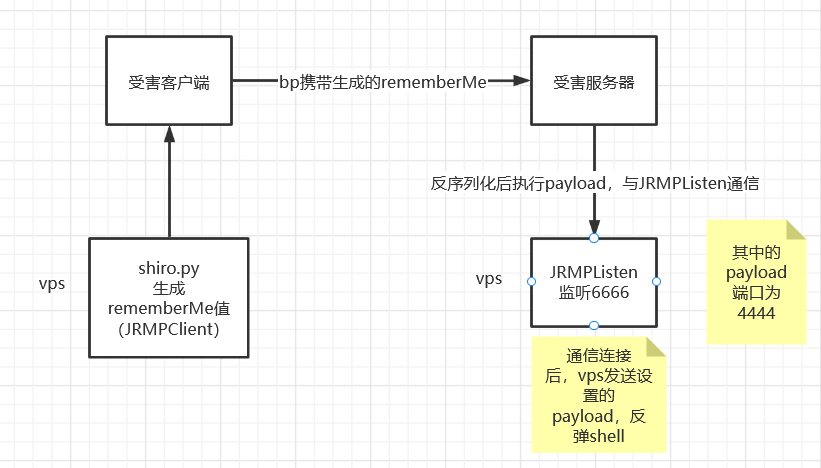 受害客户端
bp携带生成的rememberMe
受害服务器
反序列化后执行payload，与JRMPListen通信
vps
shiro.py
生成
rememberMe值
（JRMPClient）
vps
JRMPListen
监听6666
其中的
payload
端口为
4444
通信连接
后，vps发送设
置的
payload，反
弹shell